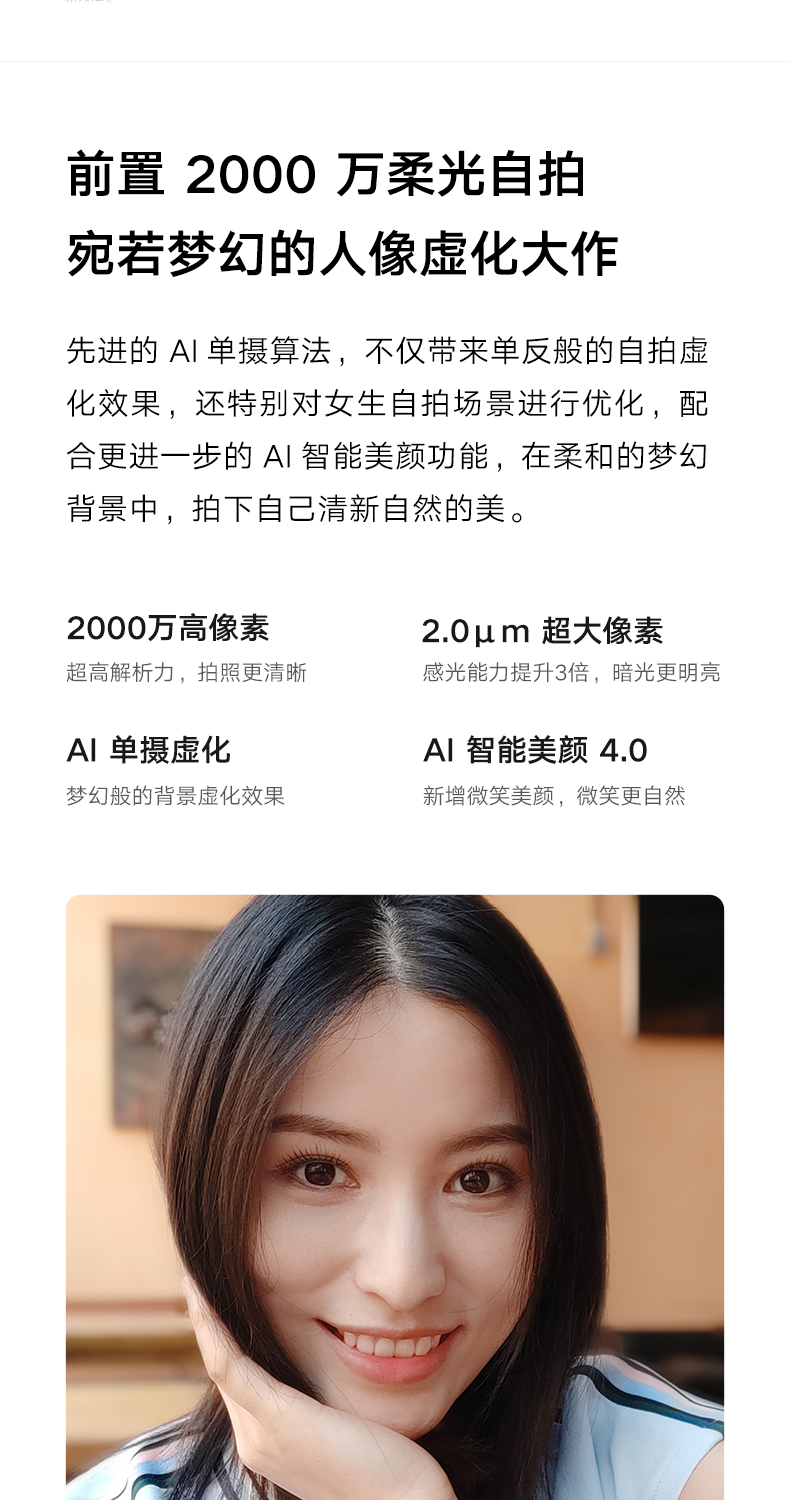 前置 2000 万柔光自拍
宛若梦幻的人像虚化大作
先进的 AI 单摄算法，不仅带来单反般的自拍虚
化效果，还特别对女生自拍场景进行优化，配
合更进一步的 AI 智能美颜功能，在柔和的梦幻
背景中，拍下自己清新自然的美。
2000万高像素
2.0μm 超大像素
超高解析力，拍照更清晰
感光能力提升3倍，暗光更明亮
AI 单摄虚化
AI 智能美颜 4.0
梦幻般的背景虚化效果
新增微笑美颜，微笑更自然